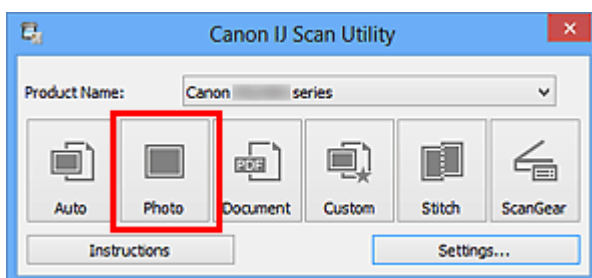 Canon IJ Scan Utility
Product Name: Canon series
Auto Photo Document Custom Stitch ScanGear
PDF
Instructions Settings...